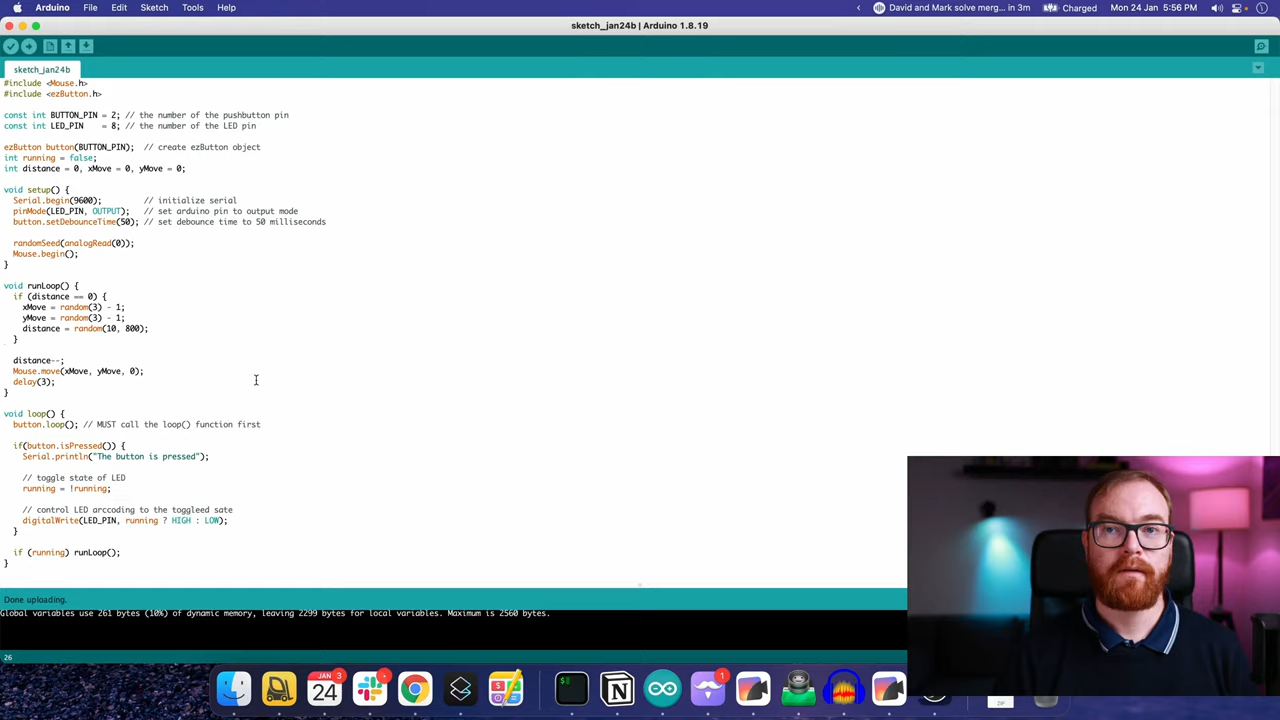 Arduino File Edit Sketch Tools Help David and Mark solve merg... in 3m Charged Mon 24 Jan 5:56 PM
sketch_jan24b | Arduino 1.8.19
sketch_jan24b
#include <Mouse.h>
#include <ezButton.h>
const int BUTTON_PIN = 2; // the number of the pushbutton pin
const int LED_PIN    = 8; // the number of the LED pin
ezButton button(BUTTON_PIN);  // create ezButton object
int running = false;
int distance = 0, xMove = 0, yMove = 0;
void setup() {
  Serial.begin(9600);         // initialize serial
  pinMode(LED_PIN, OUTPUT);   // set arduino pin to output mode
  button.setDebounceTime(50); // set debounce time to 50 milliseconds
  randomSeed(analogRead(0));
  Mouse.begin();
}
void runLoop() {
  if (distance == 0) {
    xMove = random(3) - 1;
    yMove = random(3) - 1;
    distance = random(10, 800);
  }
  distance--;
  Mouse.move(xMove, yMove, 0);
  delay(3);
}
void loop() {
  button.loop(); // MUST call the loop() function first
  if(button.isPressed()) {
    Serial.println("The button is pressed");
    // toggle state of LED
    running = !running;
    // control LED arccoding to the toggleed sate
    digitalWrite(LED_PIN, running ? HIGH : LOW);
  }
  if (running) runLoop();
}
Done uploading.
Global variables use 261 bytes (10%) of dynamic memory, leaving 2299 bytes for local variables. Maximum is 2560 bytes.
26
JAN 3
24
1
ZIP